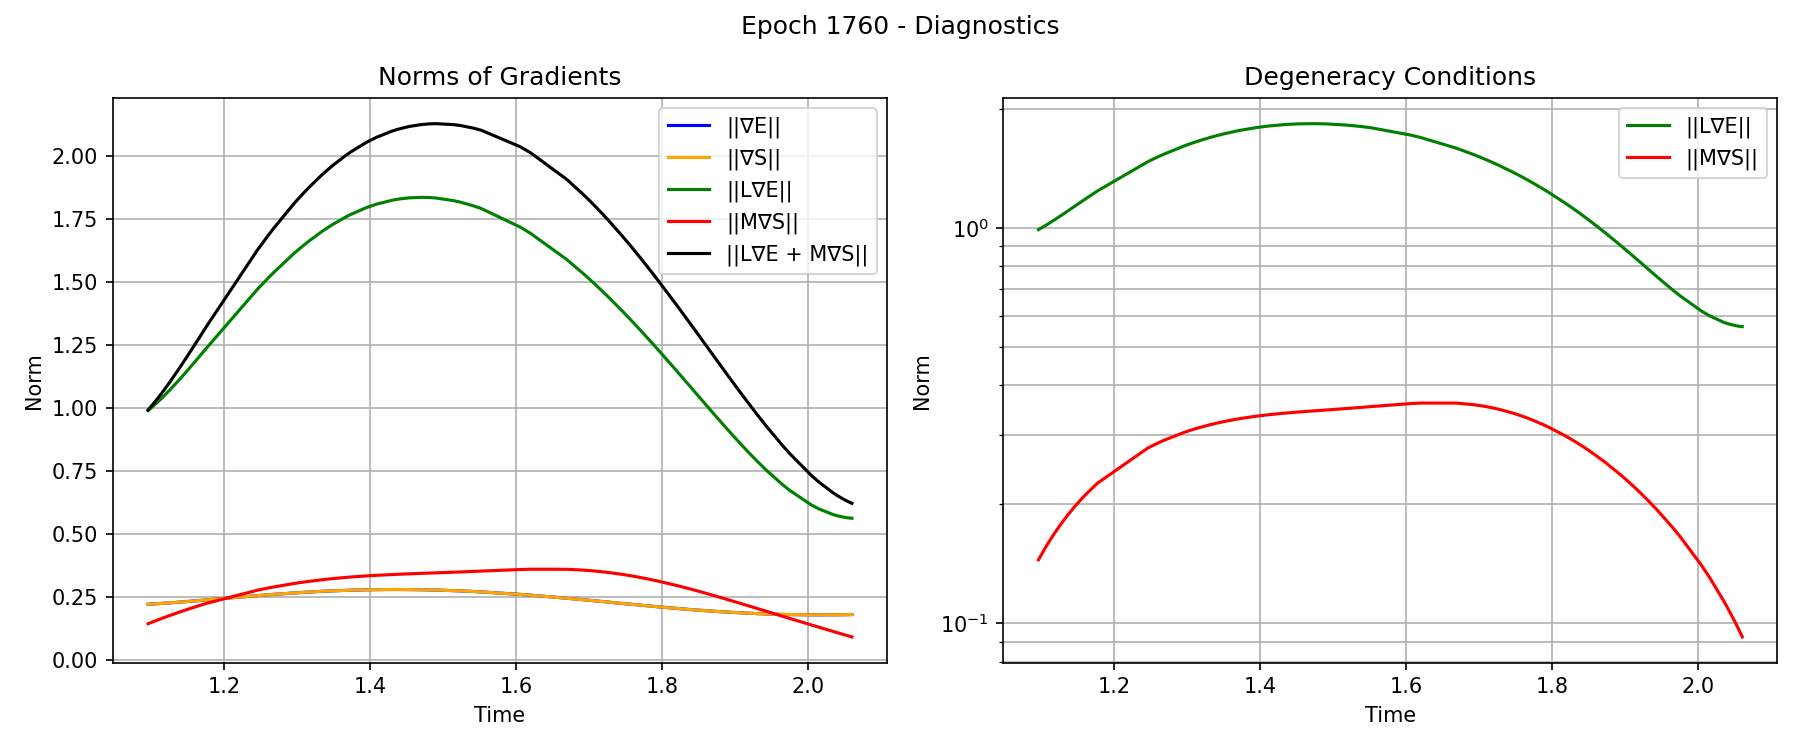 Epoch 1760 - Diagnostics
Norms of Gradients
Norm
2.00
1.75
1.50
1.25
1.00
0.75
0.50
0.25
0.00
1.2 1.4 1.6 1.8 2.0
Time
||∇E||
||∇S||
||L∇E||
||M∇S||
||L∇E + M∇S||
Degeneracy Conditions
Norm
10⁰
10⁻¹
1.2 1.4 1.6 1.8 2.0
Time
||L∇E||
||M∇S||